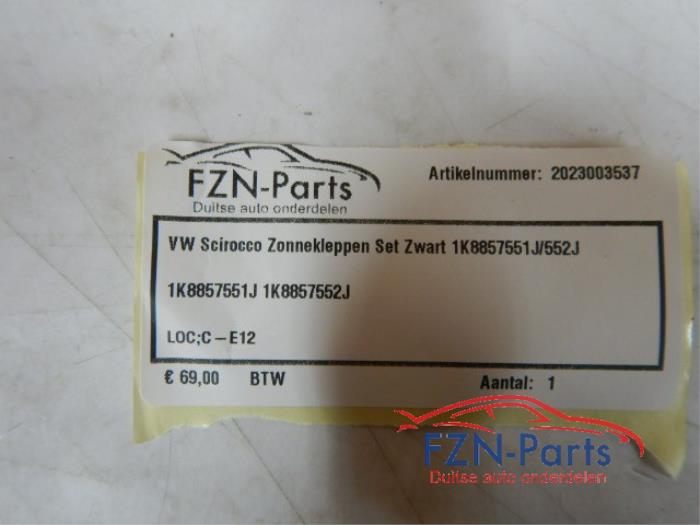 FZN-Parts
Duitse auto onderdelen
Artikelnummer: 2023003537
VW Scirocco Zonnekleppen Set Zwart 1K8857551J/552J
1K8857551J 1K8857552J
LOC;C-E12
€ 69,00 BTW Aantal: 1
FZN-Parts
Duitse auto onderdelen